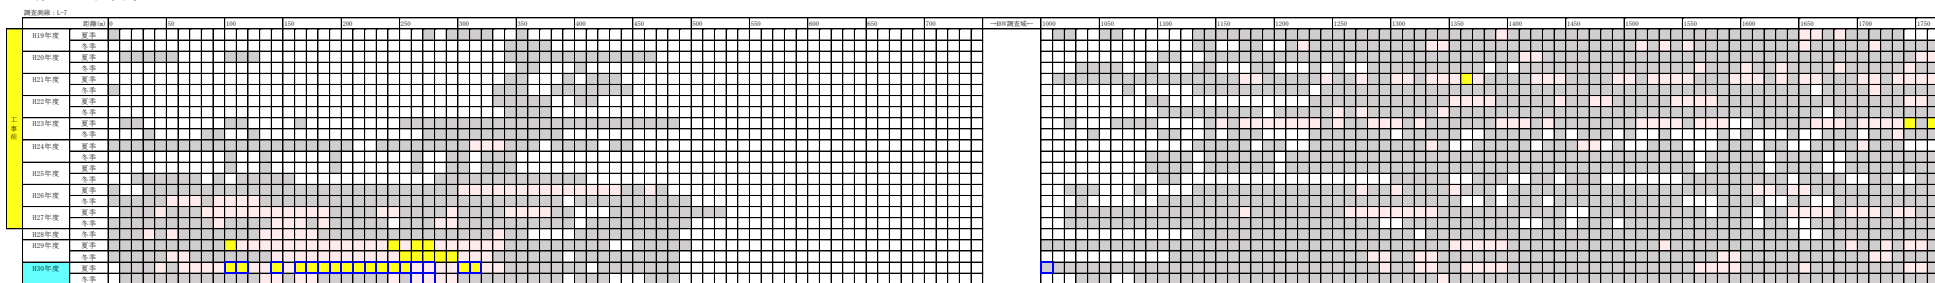 調査測線：L-7
距離(m) 0 50 100 150 200 250 300 350 400 450 500 550 600 650 700 →ROV調査域← 1000 1050 1100 1150 1200 1250 1300 1350 1400 1450 1500 1550 1600 1650 1700 1750
工事前
H19年度 夏季
冬季
H20年度 夏季
冬季
H21年度 夏季
冬季
H22年度 夏季
冬季
H23年度 夏季
冬季
H24年度 夏季
冬季
H25年度 夏季
冬季
H26年度 夏季
冬季
H27年度 夏季
冬季
H28年度 冬季
H29年度 夏季
冬季
H30年度 夏季
冬季